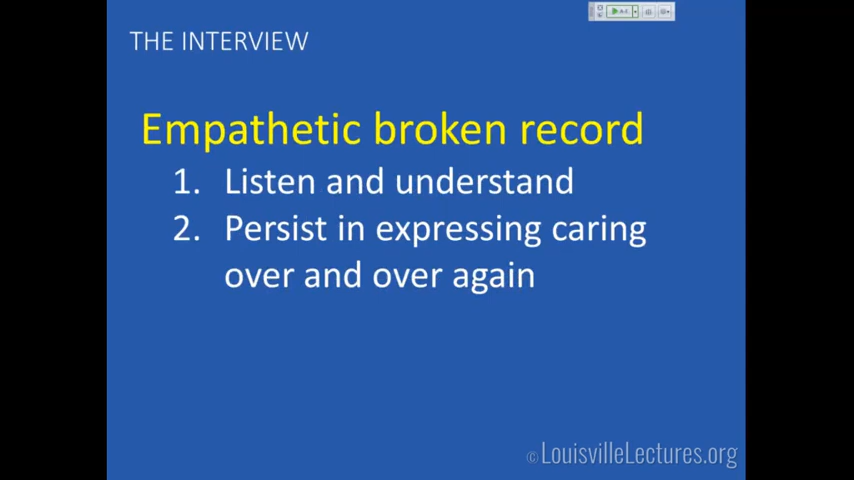 THE INTERVIEW
Empathetic broken record
1. Listen and understand
2. Persist in expressing caring
over and over again
© LouisvilleLectures.org